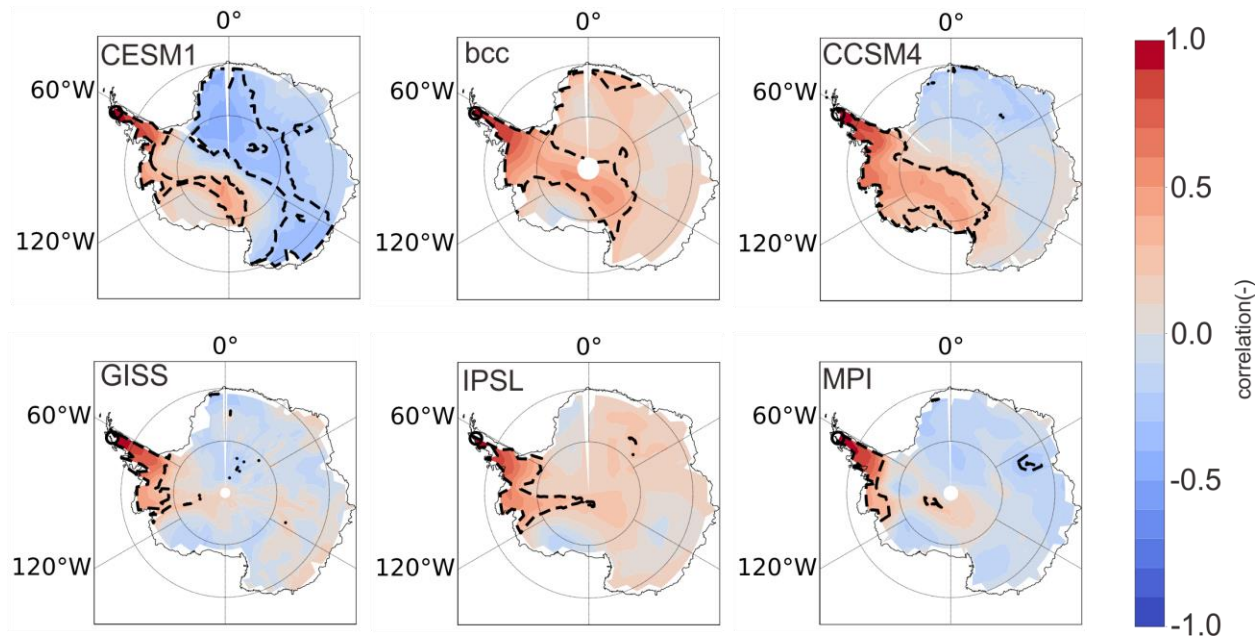 0° 0° 0°
CESM1 bcc CCSM4
60°W 60°W 60°W
120°W 120°W 120°W
0° 0° 0°
GISS IPSL MPI
60°W 60°W 60°W
120°W 120°W 120°W
1.0
0.5
0.0
-0.5
-1.0
correlation(-)